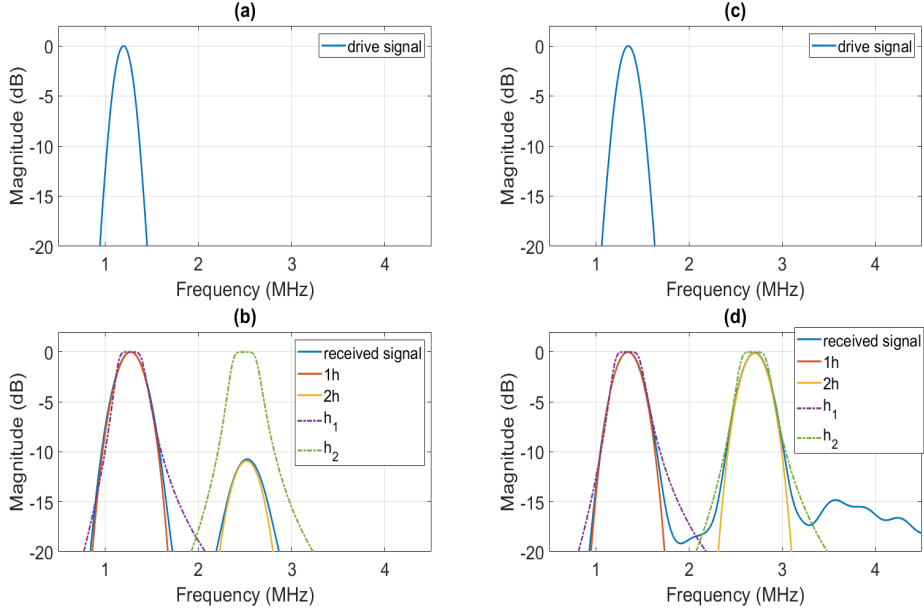 (a)
drive signal
Magnitude (dB)
0
-5
-10
-15
-20
1
2
3
4
Frequency (MHz)
(c)
drive signal
Magnitude (dB)
0
-5
-10
-15
-20
1
2
3
4
Frequency (MHz)
(b)
received signal
1h
2h
h1
h2
Magnitude (dB)
0
-5
-10
-15
-20
1
2
3
4
Frequency (MHz)
(d)
received signal
1h
2h
h1
h2
Magnitude (dB)
0
-5
-10
-15
-20
1
2
3
4
Frequency (MHz)